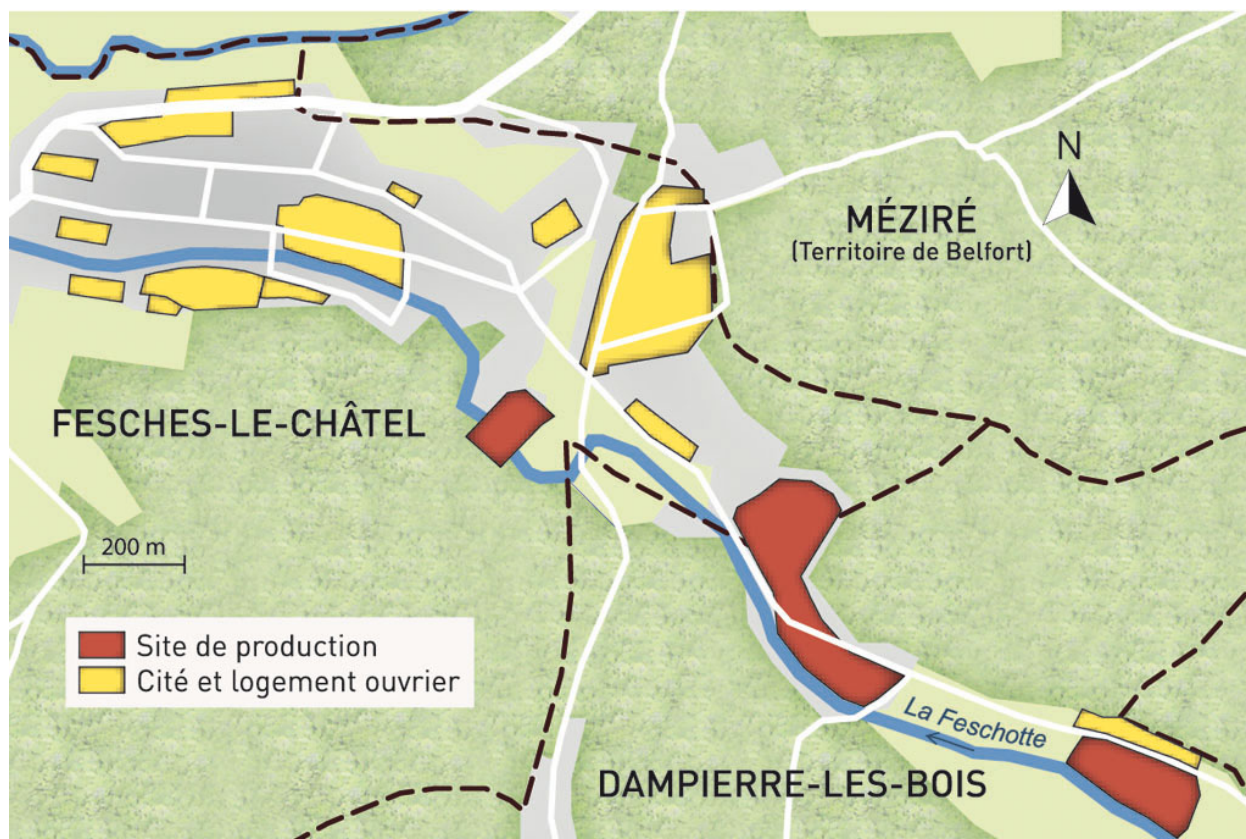 N
MÉZIRÉ
(Territoire de Belfort)
FESCHES-LE-CHÂTEL
200 m
Site de production
Cité et logement ouvrier
La Feschotte
DAMPIERRE-LES-BOIS